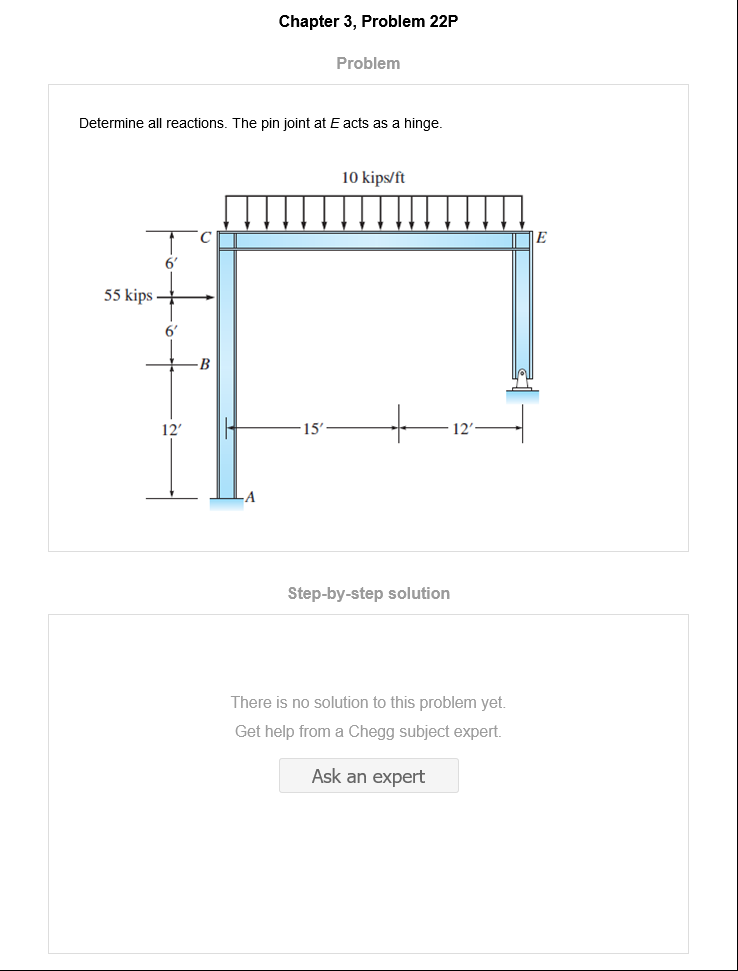 Chapter 3, Problem 22P
Problem
Determine all reactions. The pin joint at E acts as a hinge.
10 kips/ft
C
E
6′
55 kips
6′
B
12′
15′
12′
A
Step-by-step solution
There is no solution to this problem yet.
Get help from a Chegg subject expert.
Ask an expert